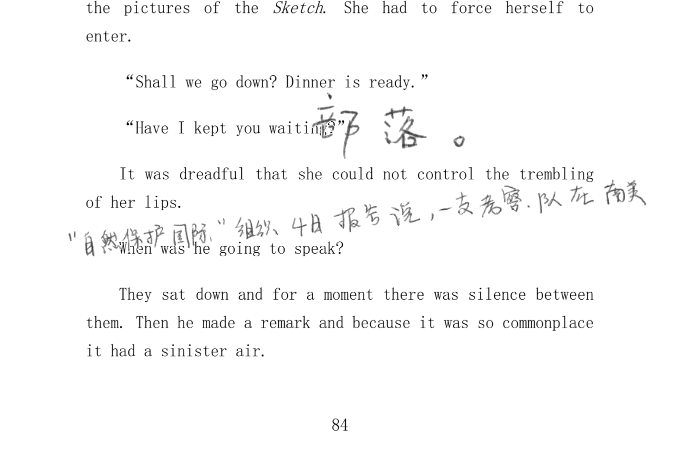 the pictures of the Sketch. She had to force herself to
enter.
“Shall we go down? Dinner is ready.”
“Have I kept you waiting?”
部落。
It was dreadful that she could not control the trembling
of her lips.
“自然保护国际”组织、4日报告说，一支考察队在南美
When was he going to speak?
They sat down and for a moment there was silence between
them. Then he made a remark and because it was so commonplace
it had a sinister air.
84